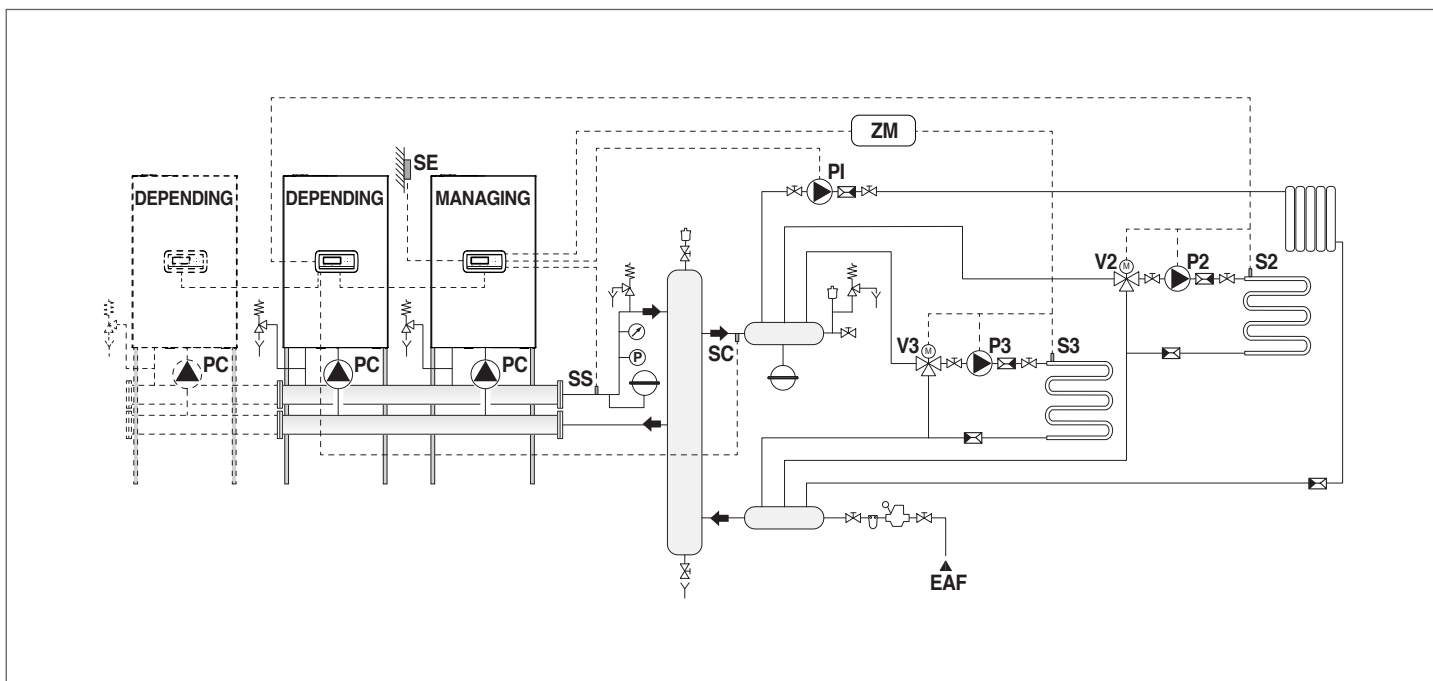 ZM
SE
PI
DEPENDING
DEPENDING
MANAGING
V2
M
P2
S2
SC
V3
M
P3
S3
P
PC
PC
PC
SS
EAF